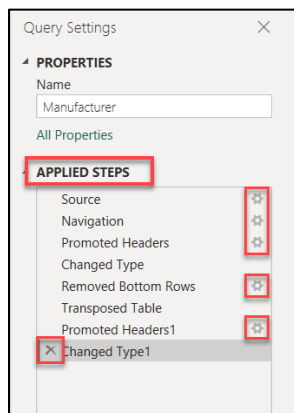 Query Settings
PROPERTIES
Name
Manufacturer
All Properties
APPLIED STEPS
Source
Navigation
Promoted Headers
Changed Type
Removed Bottom Rows
Transposed Table
Promoted Headers1
Changed Type1